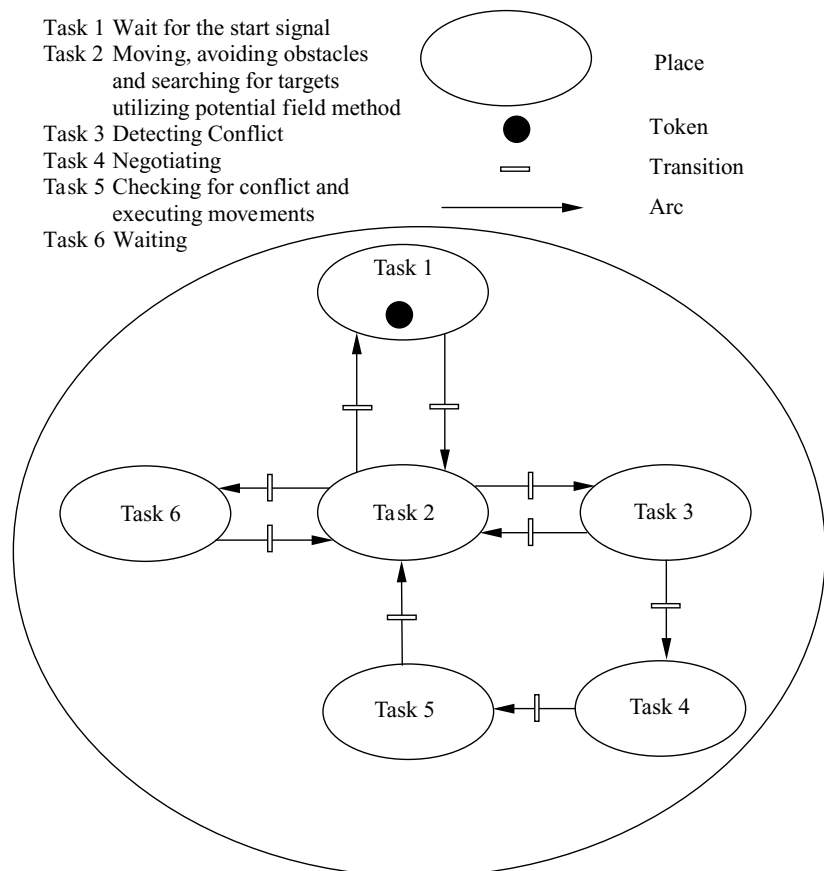 Task 1 Wait for the start signal
Task 2 Moving, avoiding obstacles
and searching for targets
utilizing potential field method
Task 3 Detecting Conflict
Task 4 Negotiating
Task 5 Checking for conflict and
executing movements
Task 6 Waiting
Place
Token
Transition
Arc
Task 1
Task 6
Task 2
Task 3
Task 5
Task 4